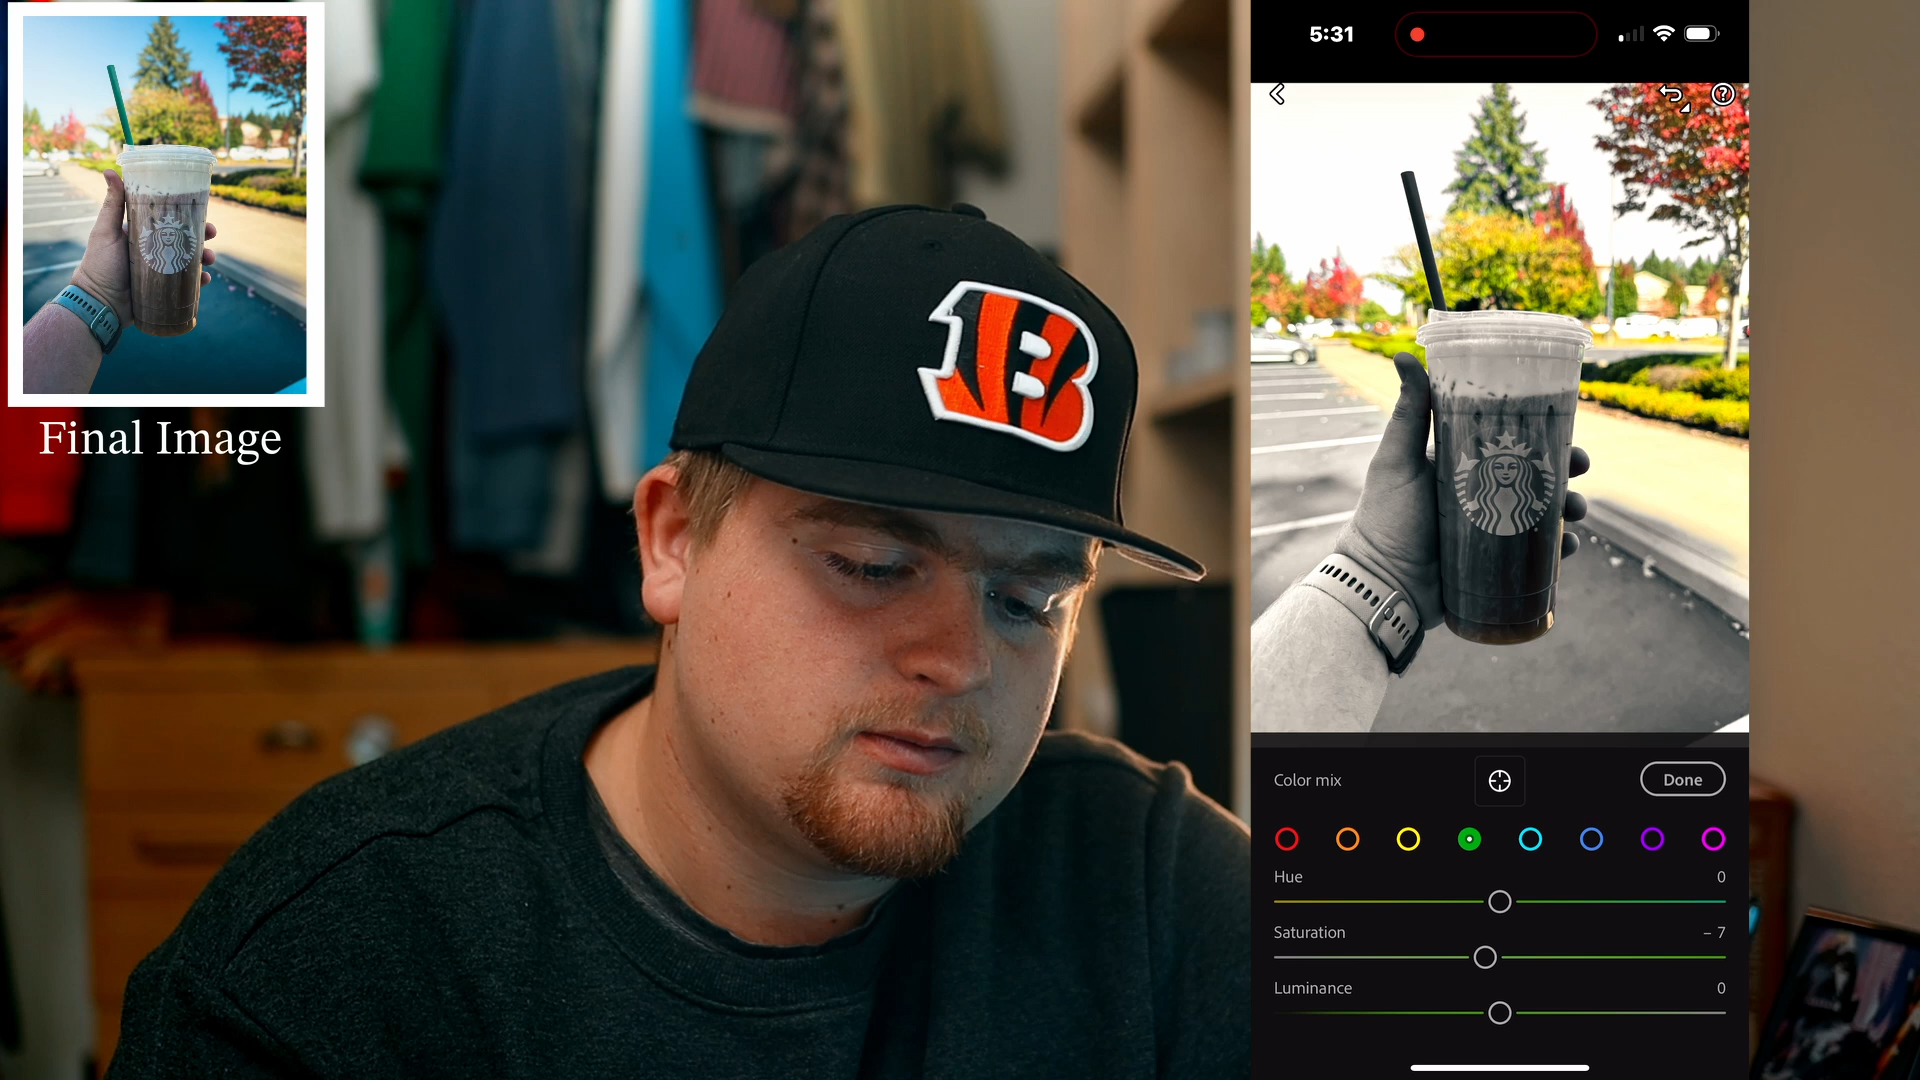 Final Image
5:31
Color mix
Done
Hue
0
Saturation
- 7
Luminance
0
B